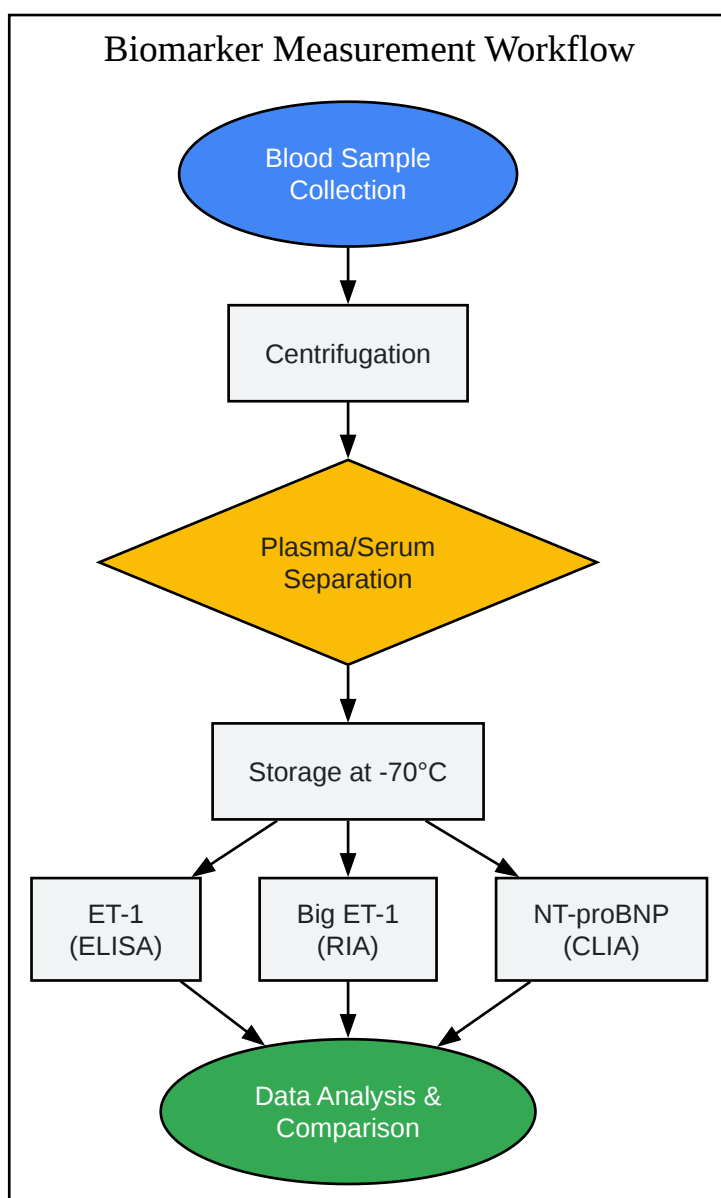 Biomarker Measurement Workflow
Blood Sample
Collection
Centrifugation
Plasma/Serum
Separation
Storage at -70°C
ET-1
(ELISA)
Big ET-1
(RIA)
NT-proBNP
(CLIA)
Data Analysis &
Comparison